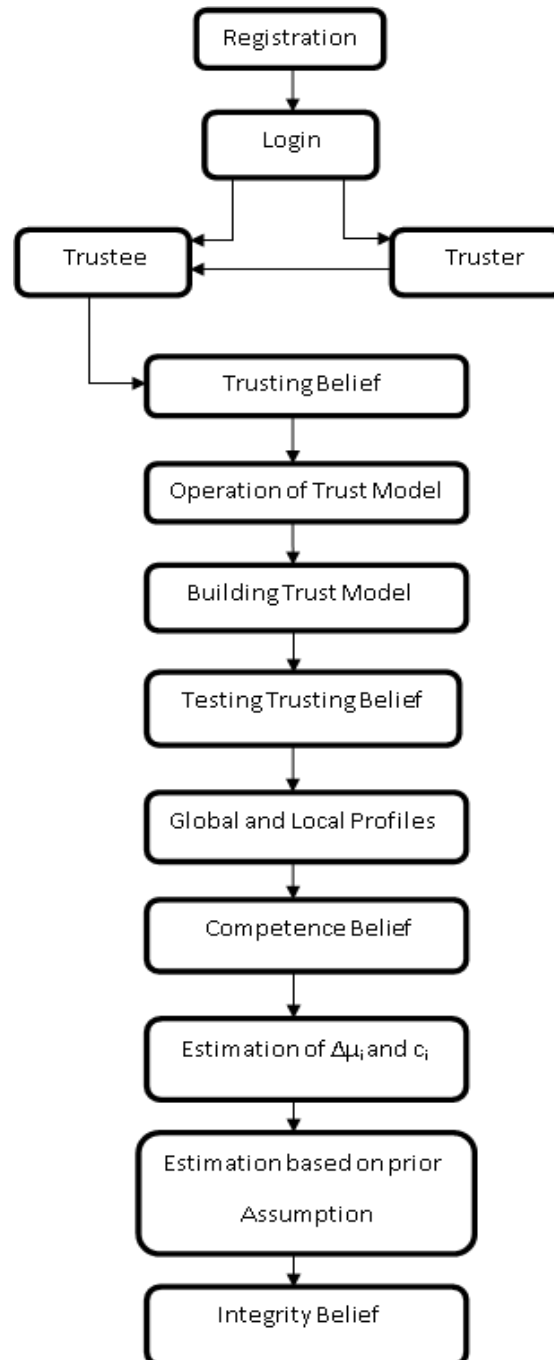 Registration
Login
Trustee
Truster
Trusting Belief
Operation of Trust Model
Building Trust Model
Testing Trusting Belief
Global and Local Profiles
Competence Belief
Estimation of Δμᵢ and cᵢ
Estimation based on prior
Assumption
Integrity Belief